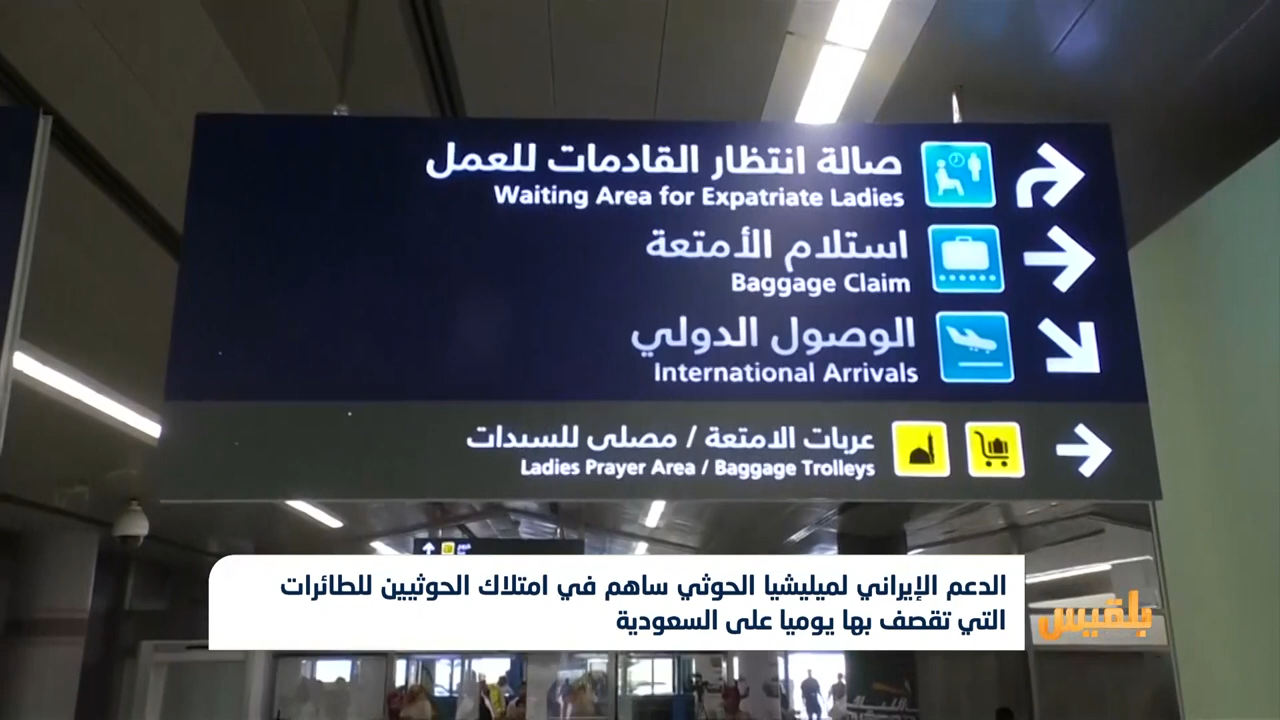 صالة انتظار القادمات للعمل
Waiting Area for Expatriate Ladies
استلام الأمتعة
Baggage Claim
الوصول الدولي
International Arrivals
عربات الامتعة / مصلى للسيدات
Ladies Prayer Area / Baggage Trolleys
الدعم الإيراني لميليشيا الحوثي ساهم في امتلاك الحوثيين للطائرات
التي تقصف بها يوميا على السعودية
بلقيس